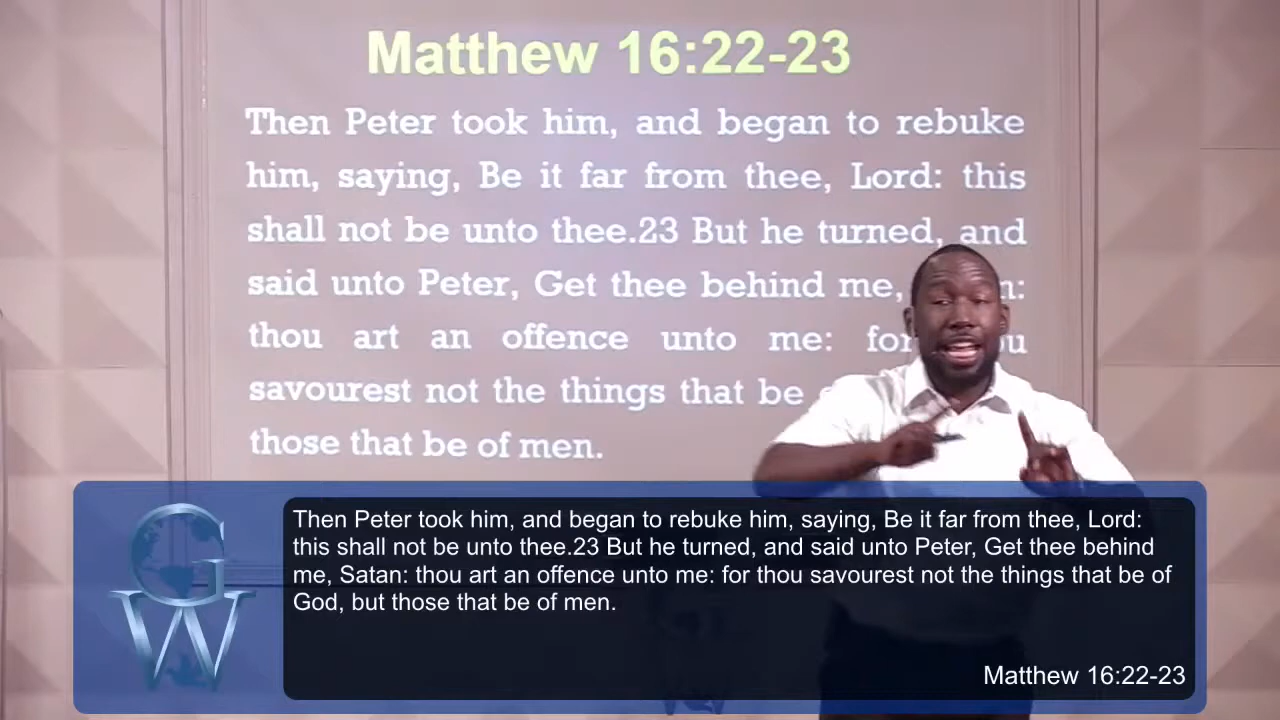 Matthew 16:22-23
Then Peter took him, and began to rebuke
him, saying, Be it far from thee, Lord: this
shall not be unto thee.23 But he turned, and
said unto Peter, Get thee behind me,
thou art an offence unto me: for
savourest not the things that be
those that be of men.
GW
Then Peter took him, and began to rebuke him, saying, Be it far from thee, Lord:
this shall not be unto thee.23 But he turned, and said unto Peter, Get thee behind
me, Satan: thou art an offence unto me: for thou savourest not the things that be of
God, but those that be of men.
Matthew 16:22-23